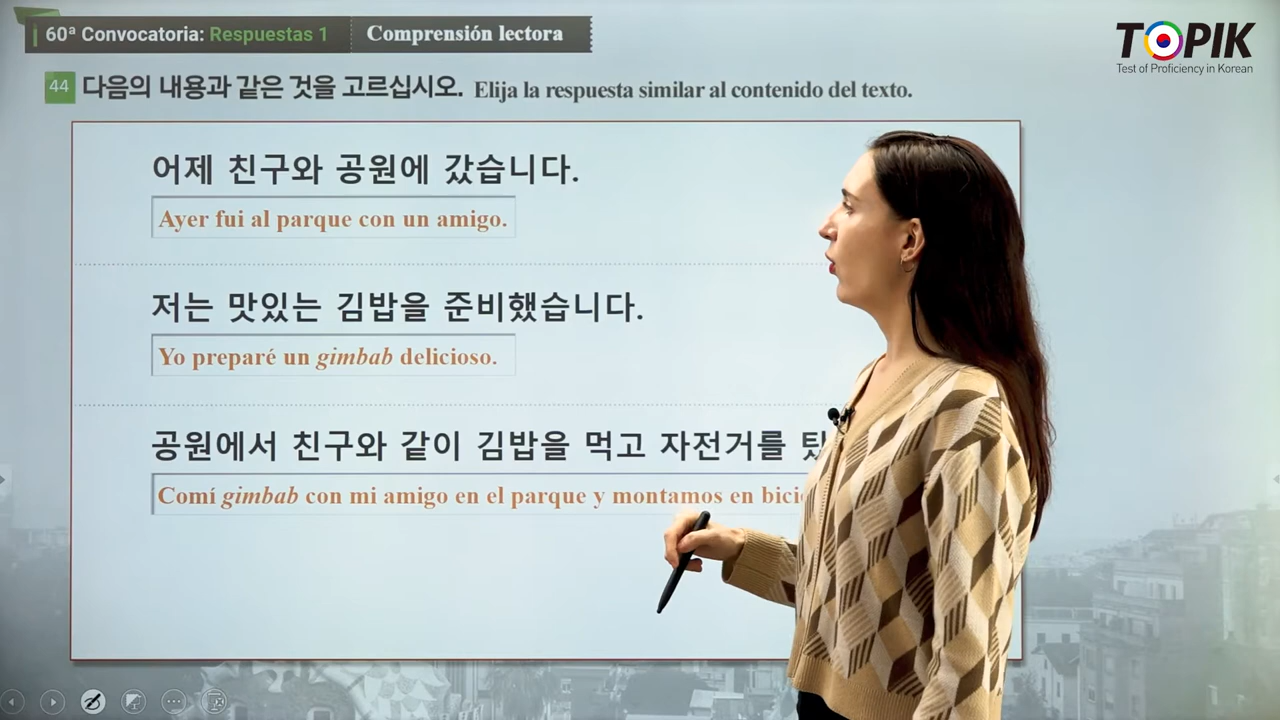 60ª Convocatoria: Respuestas 1 Comprensión lectora
TOPIK
Test of Proficiency in Korean
44 다음의 내용과 같은 것을 고르십시오. Elija la respuesta similar al contenido del texto.
어제 친구와 공원에 갔습니다.
Ayer fui al parque con un amigo.
저는 맛있는 김밥을 준비했습니다.
Yo preparé un gimbab delicioso.
공원에서 친구와 같이 김밥을 먹고 자전거를
Comí gimbab con mi amigo en el parque y montamos en